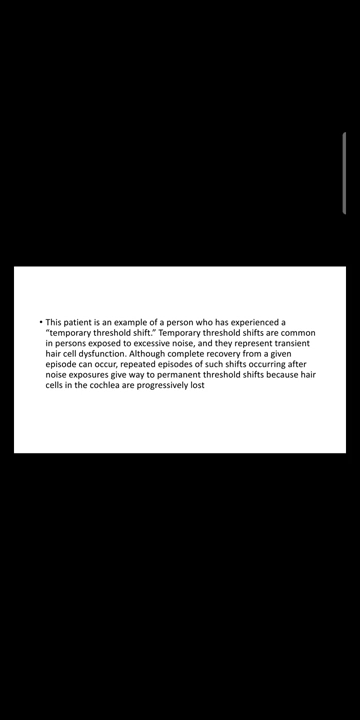 • This patient is an example of a person who has experienced a
“temporary threshold shift.” Temporary threshold shifts are common
in persons exposed to excessive noise, and they represent transient
hair cell dysfunction. Although complete recovery from a given
episode can occur, repeated episodes of such shifts occurring after
noise exposures give way to permanent threshold shifts because hair
cells in the cochlea are progressively lost